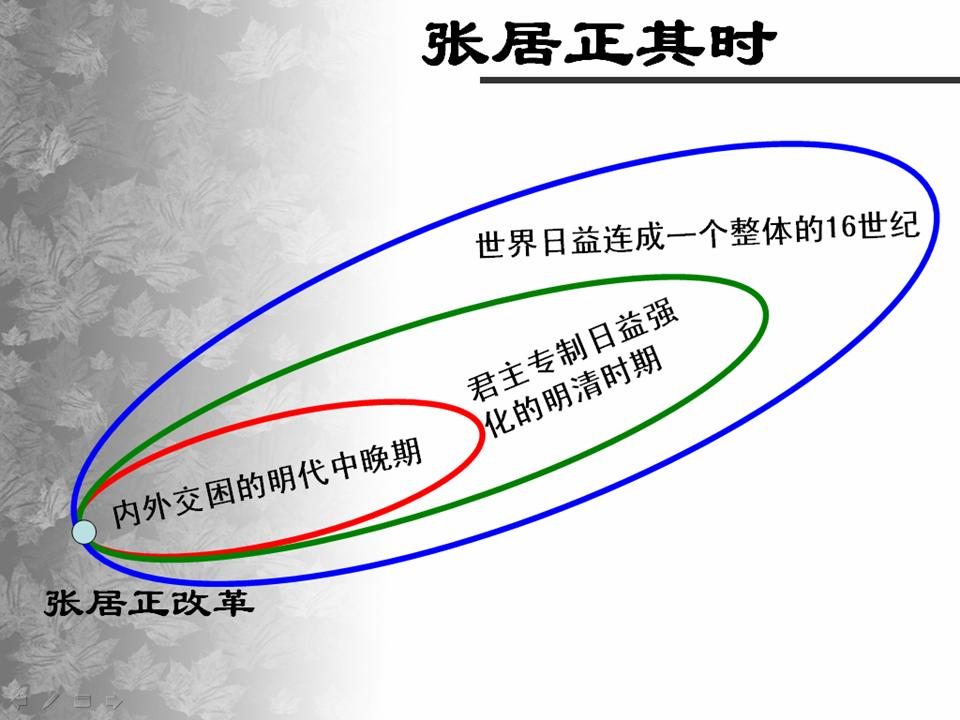 张居正其时
世界日益连成一个整体的16世纪
君主专制日益强
化的明清时期
内外交困的明代中晚期
张居正改革